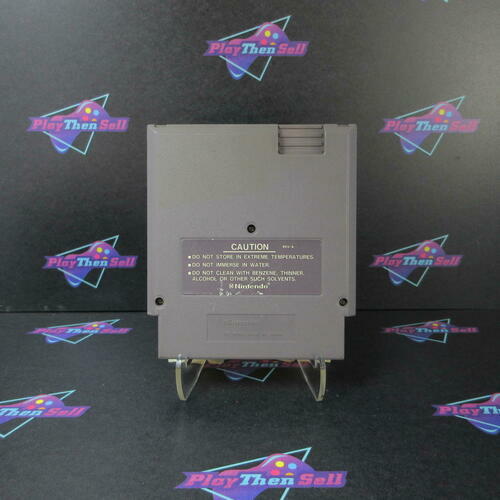 PlayThenSell
PlayThenSell
PlayThenSell
PlayThenSell
CAUTION
REV-A
●DO NOT STORE IN EXTREME TEMPERATURES.
●DO NOT IMMERSE IN WATER.
●DO NOT CLEAN WITH BENZENE, THINNER,
ALCOHOL OR OTHER SUCH SOLVENTS.
®Nintendo®
Nintendo
PlayThenSell
PlayThenSell
PlayThenSell
PlayThenSell
PlayThenSell